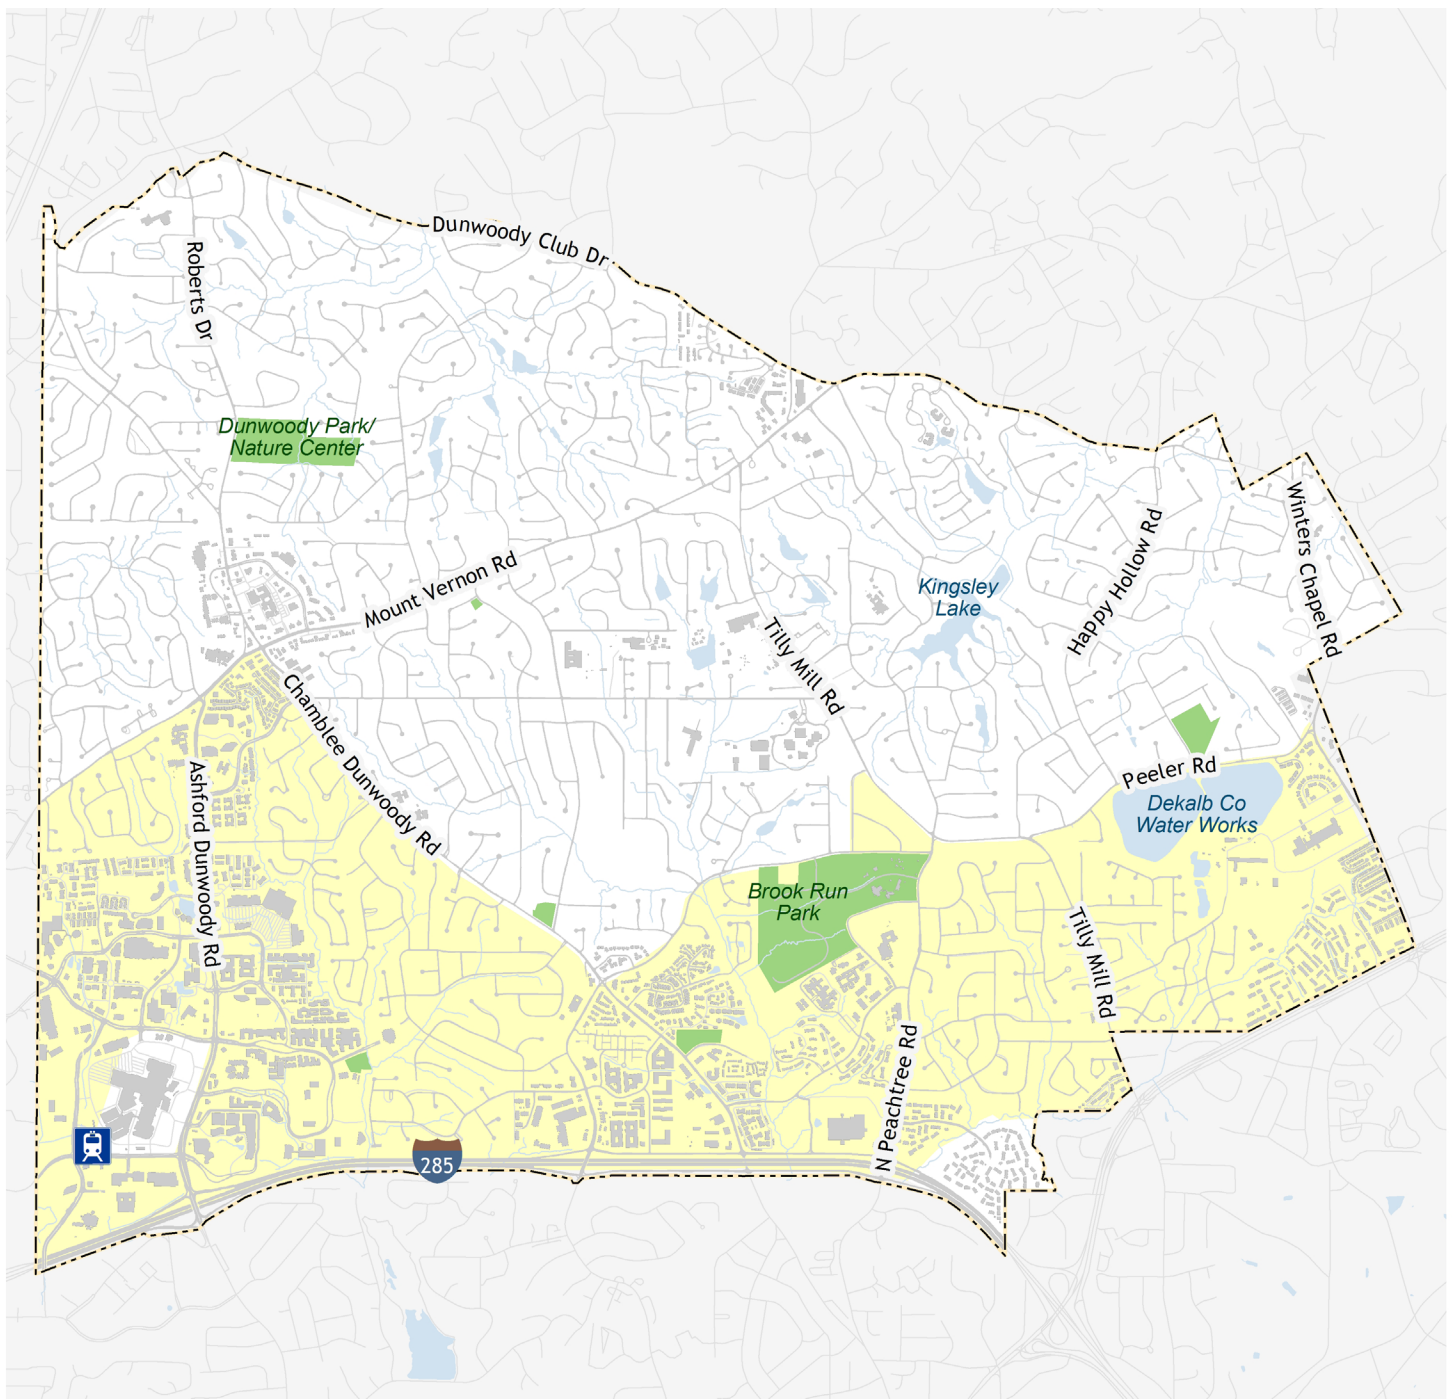 Dunwoody Club Dr
Roberts Dr
Dunwoody Park/
Nature Center
Winters Chapel Rd
Happy Hollow Rd
Mount Vernon Rd
Kingsley
Lake
Tilly Mill Rd
Chamblee Dunwoody Rd
Peeler Rd
Ashford Dunwoody Rd
Dekalb Co
Water Works
Brook Run
Park
Tilly Mill Rd
N Peachtree Rd
285